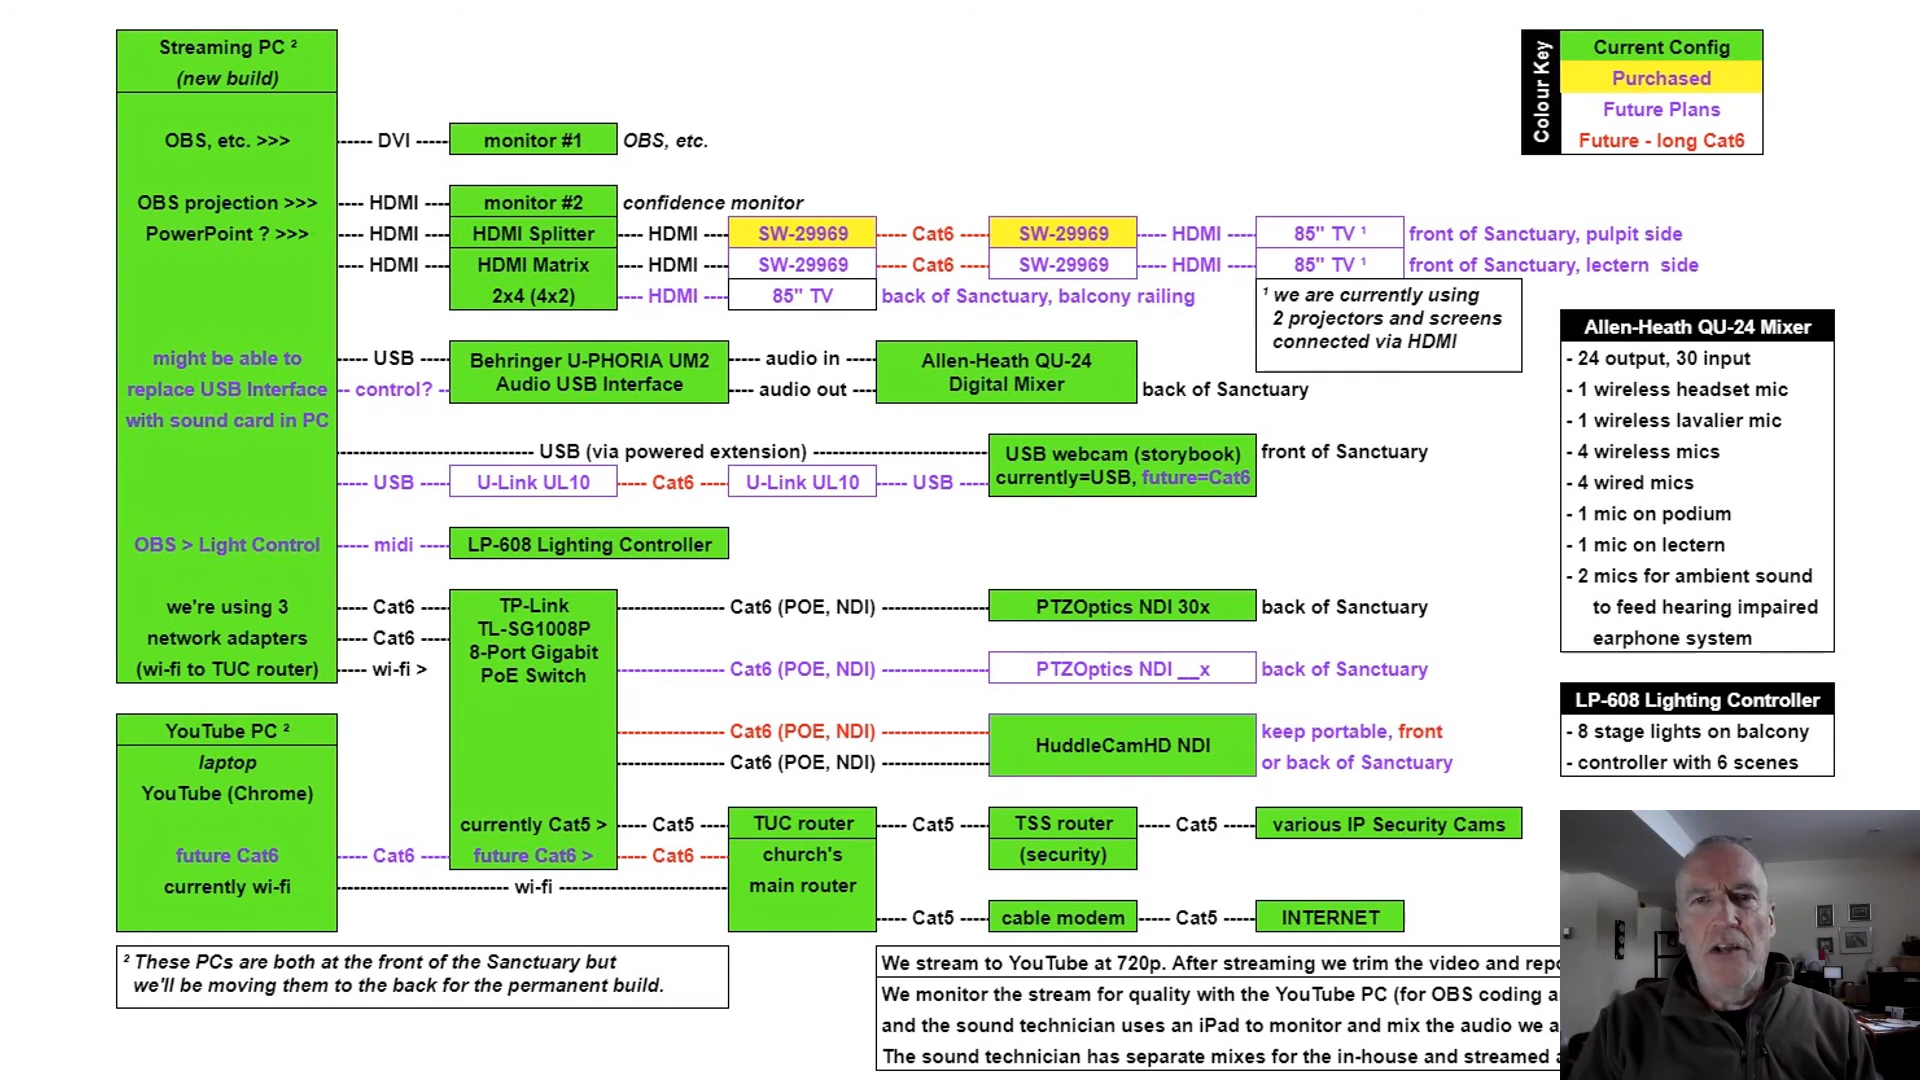 Streaming PC ²
(new build)
Colour Key
Current Config
Purchased
Future Plans
Future - long Cat6
OBS, etc. >>> ------ DVI ----- monitor #1 OBS, etc.
OBS projection >>> ---- HDMI ---- monitor #2 confidence monitor
PowerPoint ? >>> ---- HDMI ---- HDMI Splitter ---- HDMI ---- SW-29969 ----- Cat6 ----- SW-29969 ---- HDMI ---- 85" TV ¹ front of Sanctuary, pulpit side
---- HDMI ---- HDMI Matrix ---- HDMI ---- SW-29969 ----- Cat6 ----- SW-29969 ---- HDMI ---- 85" TV ¹ front of Sanctuary, lectern side
2x4 (4x2) ---- HDMI ---- 85" TV back of Sanctuary, balcony railing
¹ we are currently using
2 projectors and screens
connected via HDMI
might be able to
replace USB Interface
with sound card in PC
----- USB -----
-- control? --
Behringer U-PHORIA UM2
Audio USB Interface
----- audio in -----
---- audio out ----
Allen-Heath QU-24
Digital Mixer
back of Sanctuary
USB (via powered extension)
USB webcam (storybook)
currently=USB, future=Cat6
front of Sanctuary
----- USB ----- U-Link UL10 ----- Cat6 ----- U-Link UL10 ----- USB -----
OBS > Light Control ----- midi ----- LP-608 Lighting Controller
we're using 3
network adapters
(wi-fi to TUC router)
----- Cat6 -----
----- Cat6 -----
----- wi-fi >
TP-Link
TL-SG1008P
8-Port Gigabit
PoE Switch
Cat6 (POE, NDI) PTZOptics NDI 30x back of Sanctuary
Cat6 (POE, NDI) PTZOptics NDI __x back of Sanctuary
Cat6 (POE, NDI)
Cat6 (POE, NDI)
HuddleCamHD NDI
keep portable, front
or back of Sanctuary
YouTube PC ²
laptop
YouTube (Chrome)
currently Cat5 > ----- Cat5 ----- TUC router ----- Cat5 ----- TSS router ----- Cat5 ----- various IP Security Cams
future Cat6 ----- Cat6 ----- future Cat6 > ----- Cat6 ----- church's (security)
currently wi-fi wi-fi main router
----- Cat5 ----- cable modem ----- Cat5 ----- INTERNET
² These PCs are both at the front of the Sanctuary but
we'll be moving them to the back for the permanent build.
We stream to YouTube at 720p. After streaming we trim the video and
We monitor the stream for quality with the YouTube PC (for OBS coding
and the sound technician uses an iPad to monitor and mix the audio we
The sound technician has separate mixes for the in-house and streamed
Allen-Heath QU-24 Mixer
- 24 output, 30 input
- 1 wireless headset mic
- 1 wireless lavalier mic
- 4 wireless mics
- 4 wired mics
- 1 mic on podium
- 1 mic on lectern
- 2 mics for ambient sound
to feed hearing impaired
earphone system
LP-608 Lighting Controller
- 8 stage lights on balcony
- controller with 6 scenes